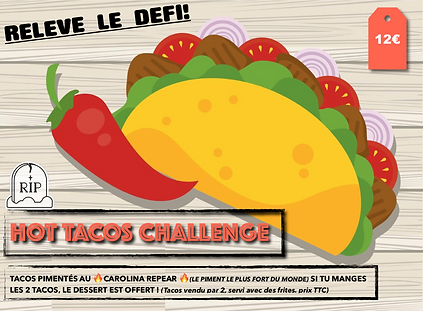 RELEVE LE DEFI!
12€
RIP
HOT TACOS CHALLENGE
TACOS PIMENTÉS AU 🔥CAROLINA REPEAR 🔥(LE PIMENT LE PLUS FORT DU MONDE) SI TU MANGES
LES 2 TACOS, LE DESSERT EST OFFERT ! (Tacos vendu par 2, servi avec des frites, prix TTC)